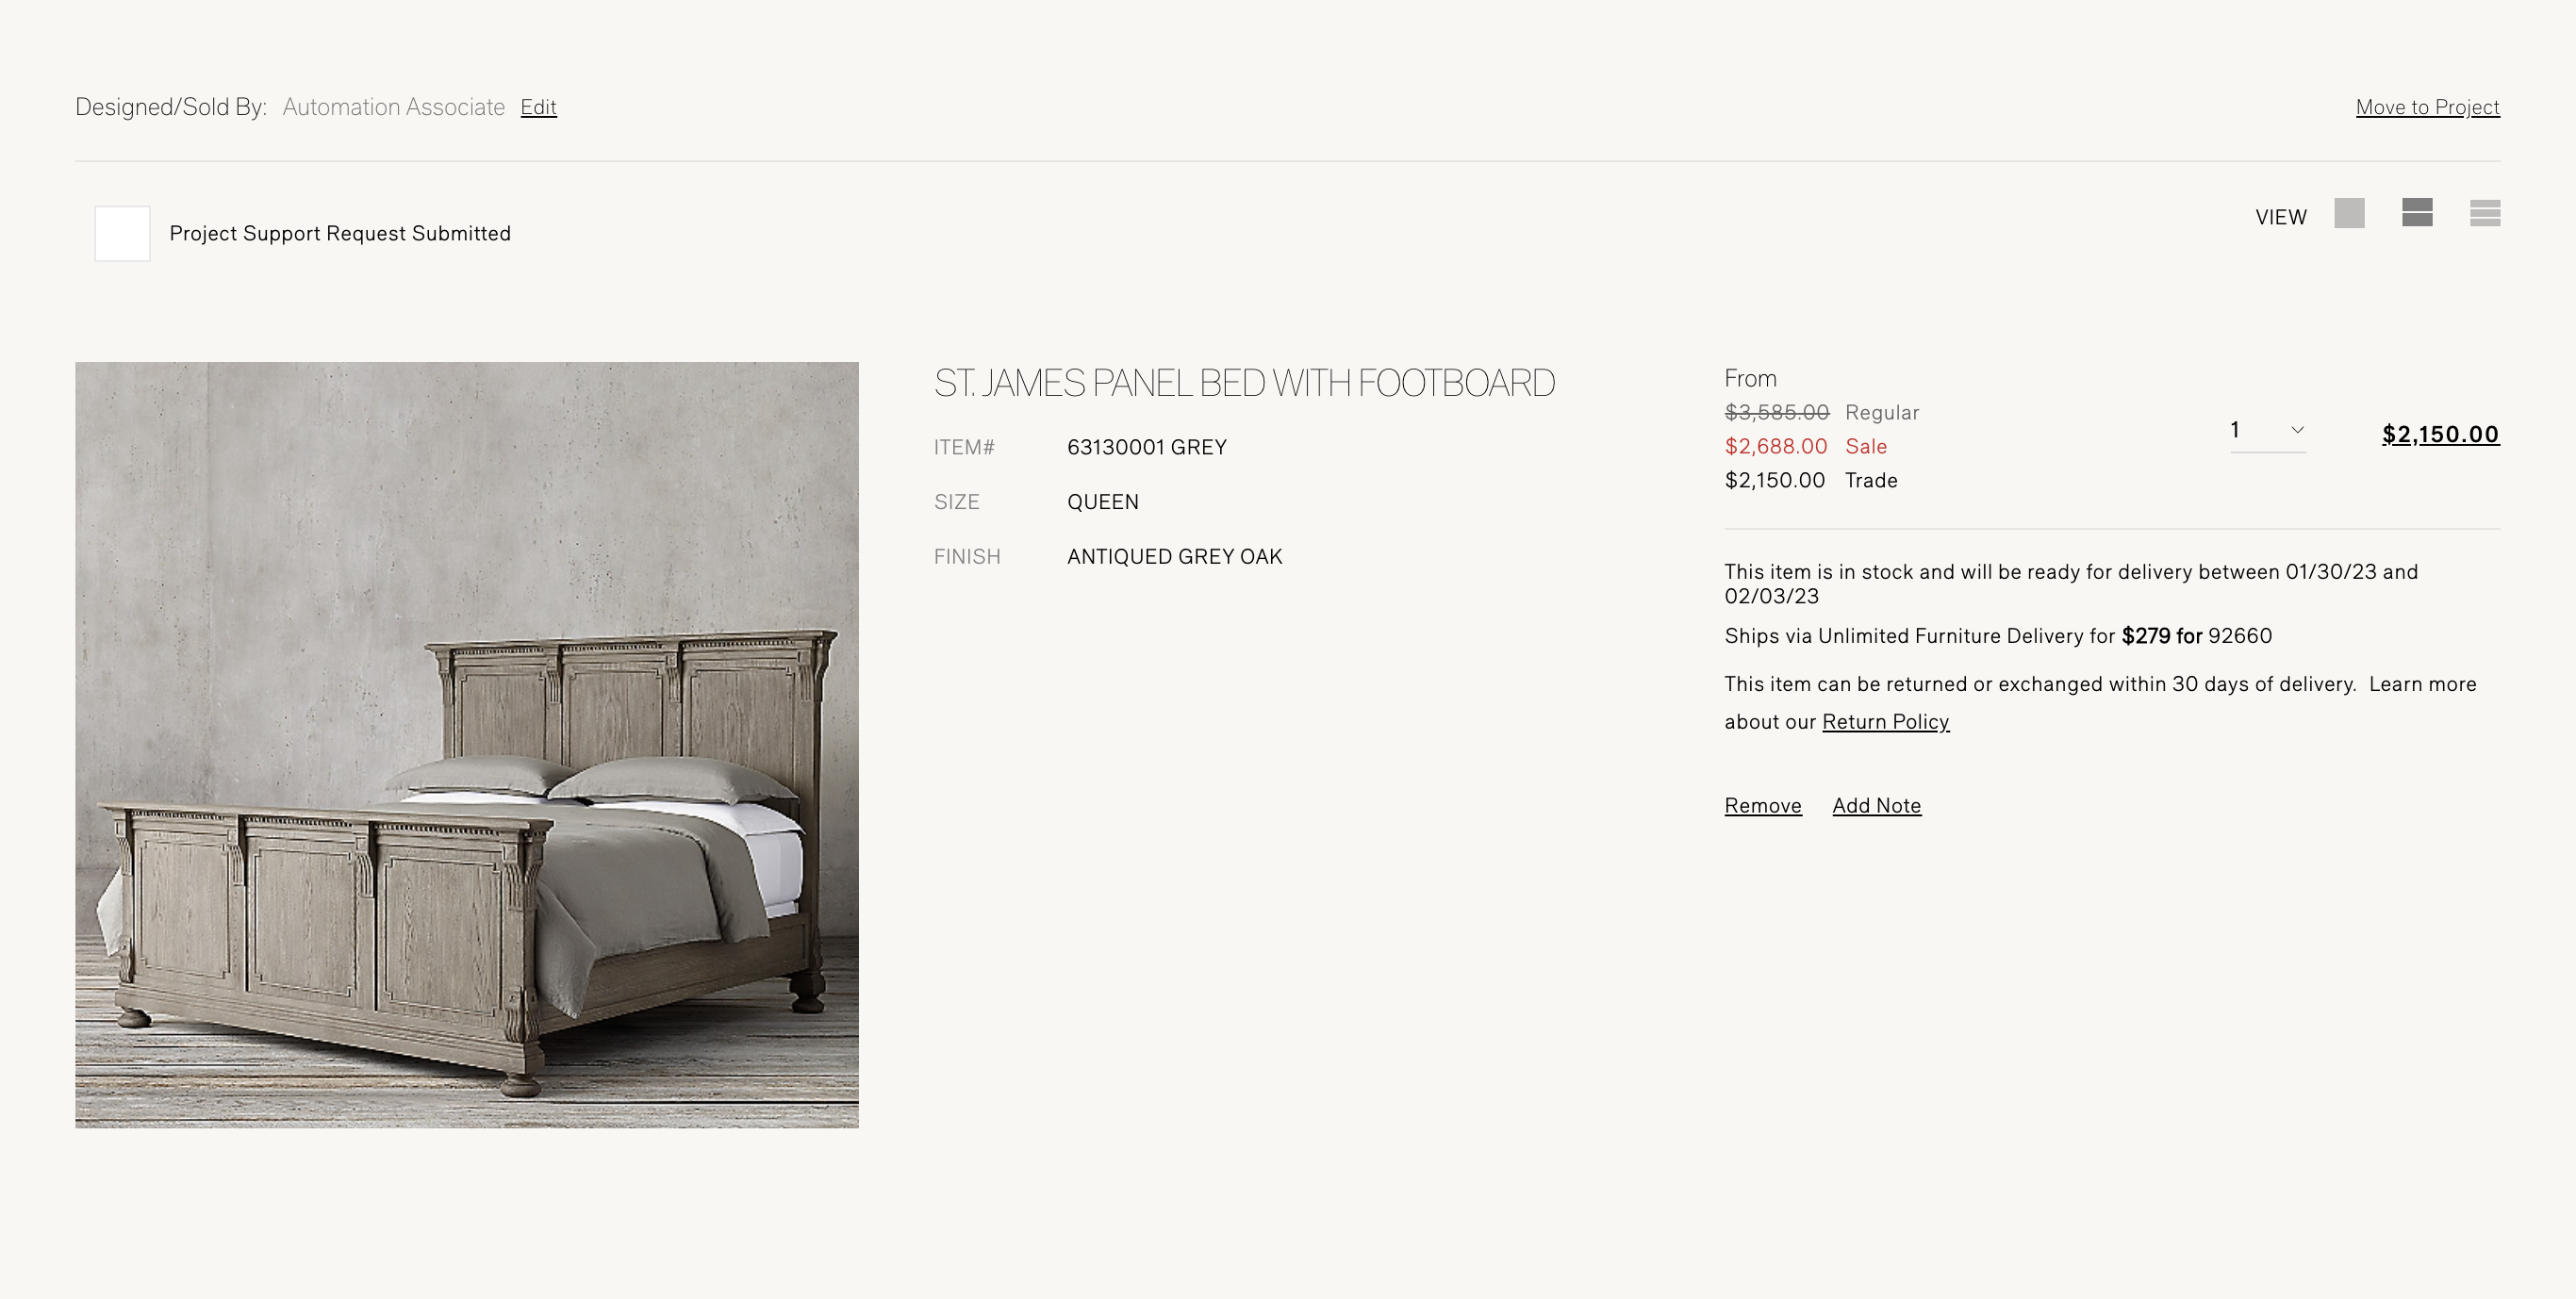 Designed/Sold By: Automation Associate Edit
Move to Project
Project Support Request Submitted
VIEW
ST. JAMES PANEL BED WITH FOOTBOARD
ITEM# 63130001 GREY
SIZE QUEEN
FINISH ANTIQUED GREY OAK
From
$3,585.00 Regular
$2,688.00 Sale
$2,150.00 Trade
1
$2,150.00
This item is in stock and will be ready for delivery between 01/30/23 and
02/03/23
Ships via Unlimited Furniture Delivery for $279 for 92660
This item can be returned or exchanged within 30 days of delivery. Learn more
about our Return Policy
Remove Add Note